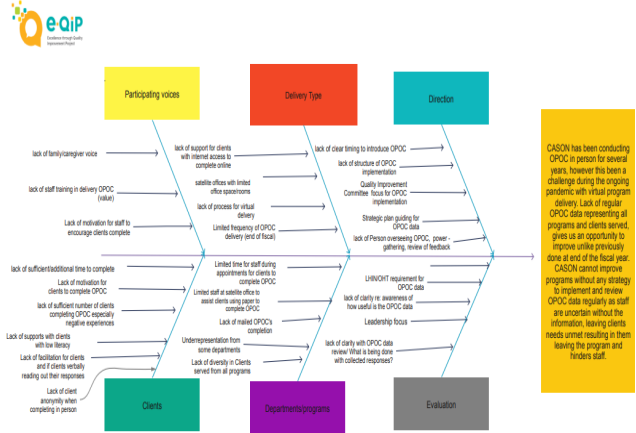 e-QiP
Excellence through Quality
Improvement Project
Participating voices
Delivery Type
Direction
lack of family/caregiver voice
lack of staff training in delivery OPOC
(value)
Lack of motivation for staff to
encourage clients complete
lack of support for clients
with internet access to
complete online
satelite offices with limited
office space/rooms
lack of process for virtual
delivery
Limited frequency of OPOC
delivery (end of fiscal)
lack of clear timing to introduce OPOC
lack of structure of OPOC
implementation
Quality Improvement
Committee focus for OPOC
implementation
Strategic plan guiding for
OPOC data
lack of Person overseeing OPOC, power -
gathering, review of feedback
lack of sufficient/additional time to complete
Lack of motivation for
clients to complete OPOC
lack of sufficient number of clients
completing OPOC especially
negative experiences
Lack of supports with clients
with low literacy
Lack of facilitation for clients
and if clients verbally
reading out their responses
Lack of client
anonymity when
completing in person
Limited time for staff during
appointments for clients to
complete OPOC
Limited staff at satelite office to
assist clients using paper to
complete OPOC
Lack of mailed OPOC's
completion
Underrepresentation from
some departments
Lack of diversity in Clients
served from all programs
LHIN/OHT requirement for
OPOC data
lack of clarity re: awareness of
how useful is the OPOC data
Leadership focus
lack of clarity with OPOC data
review/ What is being done
with collected responses?
Clients
Departments/programs
Evaluation
CASON has been conducting
OPOC in person for several
years, however this been a
challenge during the ongoing
pandemic with virtual program
delivery. Lack of regular
OPOC data representing all
programs and clients served,
gives us an opportunity to
improve unlike previously
done at end of the fiscal year.
CASON cannot improve
programs without any strategy
to implement and review
OPOC data regularly as staff
are uncertain without the
information, leaving clients
needs unmet resulting in them
leaving the program and
hinders staff.